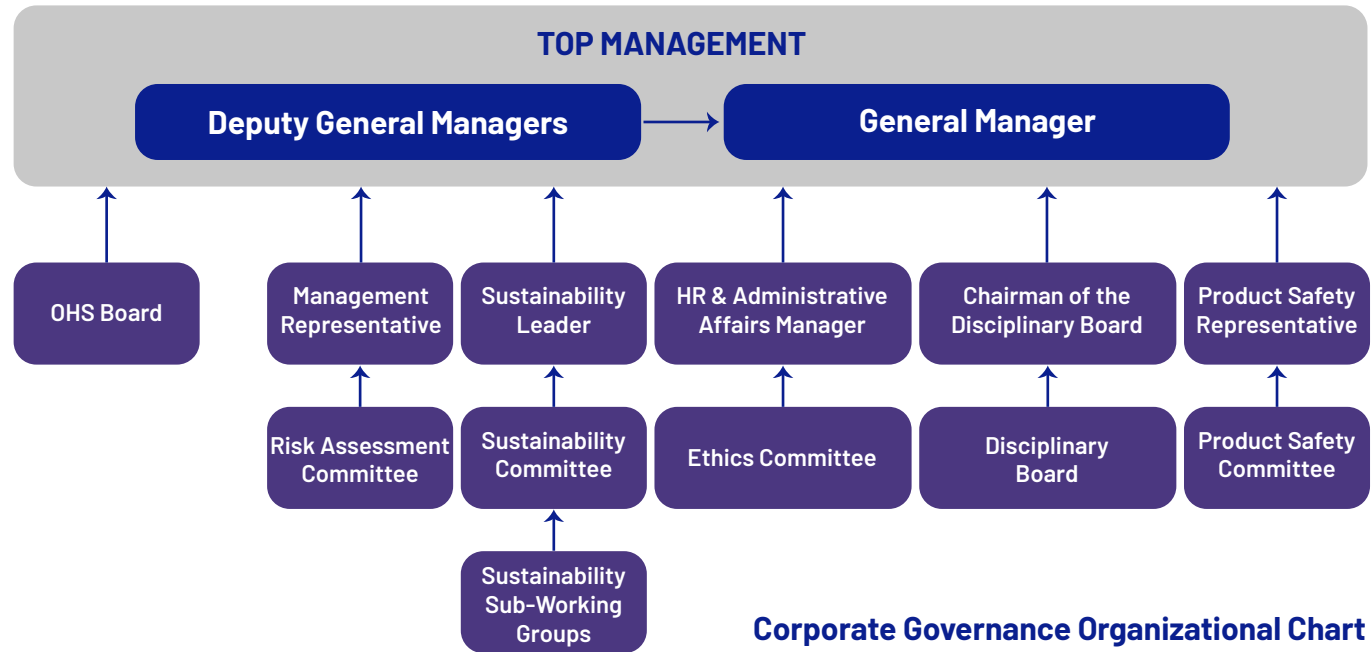 TOP MANAGEMENT
Deputy General Managers
General Manager
OHS Board
Management
Representative
Sustainability
Leader
HR & Administrative
Affairs Manager
Chairman of the
Disciplinary Board
Product Safety
Representative
Risk Assessment
Committee
Sustainability
Committee
Ethics Committee
Disciplinary
Board
Product Safety
Committee
Sustainability
Sub-Working
Groups
Corporate Governance Organizational Chart